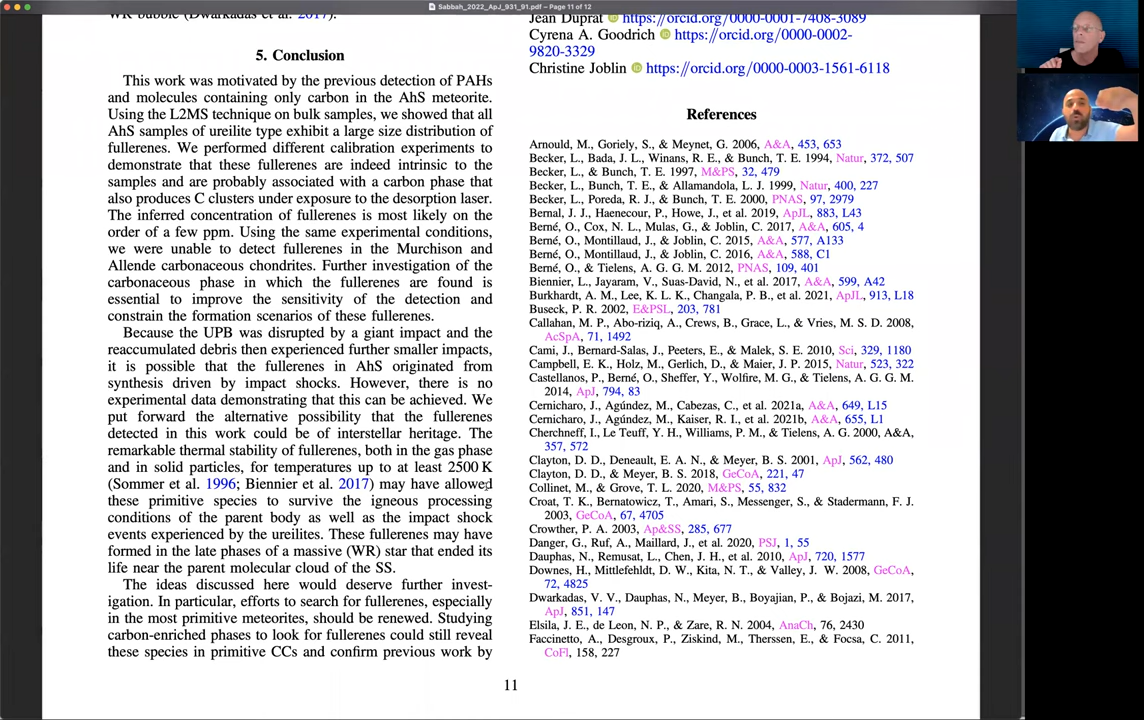 Sabbah_2022_ApJ_931_91.pdf – Page 11 of 12
WR bubble (Dwarkadas et al. 2017).
5. Conclusion
This work was motivated by the previous detection of PAHs
and molecules containing only carbon in the AhS meteorite.
Using the L2MS technique on bulk samples, we showed that all
AhS samples of ureilite type exhibit a large size distribution of
fullerenes. We performed different calibration experiments to
demonstrate that these fullerenes are indeed intrinsic to the
samples and are probably associated with a carbon phase that
also produces C clusters under exposure to the desorption laser.
The inferred concentration of fullerenes is most likely on the
order of a few ppm. Using the same experimental conditions,
we were unable to detect fullerenes in the Murchison and
Allende carbonaceous chondrites. Further investigation of the
carbonaceous phase in which the fullerenes are found is
essential to improve the sensitivity of the detection and
constrain the formation scenarios of these fullerenes.
Because the UPB was disrupted by a giant impact and the
reaccumulated debris then experienced further smaller impacts,
it is possible that the fullerenes in AhS originated from
synthesis driven by impact shocks. However, there is no
experimental data demonstrating that this can be achieved. We
put forward the alternative possibility that the fullerenes
detected in this work could be of interstellar heritage. The
remarkable thermal stability of fullerenes, both in the gas phase
and in solid particles, for temperatures up to at least 2500 K
(Sommer et al. 1996; Biennier et al. 2017) may have allowed
these primitive species to survive the igneous processing
conditions of the parent body as well as the impact shock
events experienced by the ureilites. These fullerenes may have
formed in the late phases of a massive (WR) star that ended its
life near the parent molecular cloud of the SS.
The ideas discussed here would deserve further invest-
igation. In particular, efforts to search for fullerenes, especially
in the most primitive meteorites, should be renewed. Studying
carbon-enriched phases to look for fullerenes could still reveal
these species in primitive CCs and confirm previous work by
Jean Duprat https://orcid.org/0000-0001-7408-3089
Cyrena A. Goodrich https://orcid.org/0000-0002-
9820-3329
Christine Joblin https://orcid.org/0000-0003-1561-6118
References
Arnould, M., Goriely, S., & Meynet, G. 2006, A&A, 453, 653
Becker, L., Bada, J. L., Winans, R. E., & Bunch, T. E. 1994, Natur, 372, 507
Becker, L., & Bunch, T. E. 1997, M&PS, 32, 479
Becker, L., Bunch, T. E., & Allamandola, L. J. 1999, Natur, 400, 227
Becker, L., Poreda, R. J., & Bunch, T. E. 2000, PNAS, 97, 2979
Bernal, J. J., Haenecour, P., Howe, J., et al. 2019, ApJL, 883, L43
Berné, O., Cox, N. L., Mulas, G., & Joblin, C. 2017, A&A, 605, 4
Berné, O., Montillaud, J., & Joblin, C. 2015, A&A, 577, A133
Berné, O., Montillaud, J., & Joblin, C. 2016, A&A, 588, C1
Berné, O., & Tielens, A. G. G. M. 2012, PNAS, 109, 401
Biennier, L., Jayaram, V., Suas-David, N., et al. 2017, A&A, 599, A42
Burkhardt, A. M., Lee, K. L. K., Changala, P. B., et al. 2021, ApJL, 913, L18
Buseck, P. R. 2002, E&PSL, 203, 781
Callahan, M. P., Abo-riziq, A., Crews, B., Grace, L., & Vries, M. S. D. 2008,
AcSpA, 71, 1492
Cami, J., Bernard-Salas, J., Peeters, E., & Malek, S. E. 2010, Sci, 329, 1180
Campbell, E. K., Holz, M., Gerlich, D., & Maier, J. P. 2015, Natur, 523, 322
Castellanos, P., Berné, O., Sheffer, Y., Wolfire, M. G., & Tielens, A. G. G. M.
2014, ApJ, 794, 83
Cernicharo, J., Agúndez, M., Cabezas, C., et al. 2021a, A&A, 649, L15
Cernicharo, J., Agúndez, M., Kaiser, R. I., et al. 2021b, A&A, 655, L1
Cherchneff, I., Le Teuff, Y. H., Williams, P. M., & Tielens, A. G. 2000, A&A,
357, 572
Clayton, D. D., Deneault, E. A. N., & Meyer, B. S. 2001, ApJ, 562, 480
Clayton, D. D., & Meyer, B. S. 2018, GeCoA, 221, 47
Collinet, M., & Grove, T. L. 2020, M&PS, 55, 832
Croat, T. K., Bernatowicz, T., Amari, S., Messenger, S., & Stadermann, F. J.
2003, GeCoA, 67, 4705
Crowther, P. A. 2003, Ap&SS, 285, 677
Danger, G., Ruf, A., Maillard, J., et al. 2020, PSJ, 1, 55
Dauphas, N., Remusat, L., Chen, J. H., et al. 2010, ApJ, 720, 1577
Downes, H., Mittlefehldt, D. W., Kita, N. T., & Valley, J. W. 2008, GeCoA,
72, 4825
Dwarkadas, V. V., Dauphas, N., Meyer, B., Boyajian, P., & Bojazi, M. 2017,
ApJ, 851, 147
Elsila, J. E., de Leon, N. P., & Zare, R. N. 2004, AnaCh, 76, 2430
Faccinetto, A., Desgroux, P., Ziskind, M., Therssen, E., & Focsa, C. 2011,
CoFl, 158, 227
11